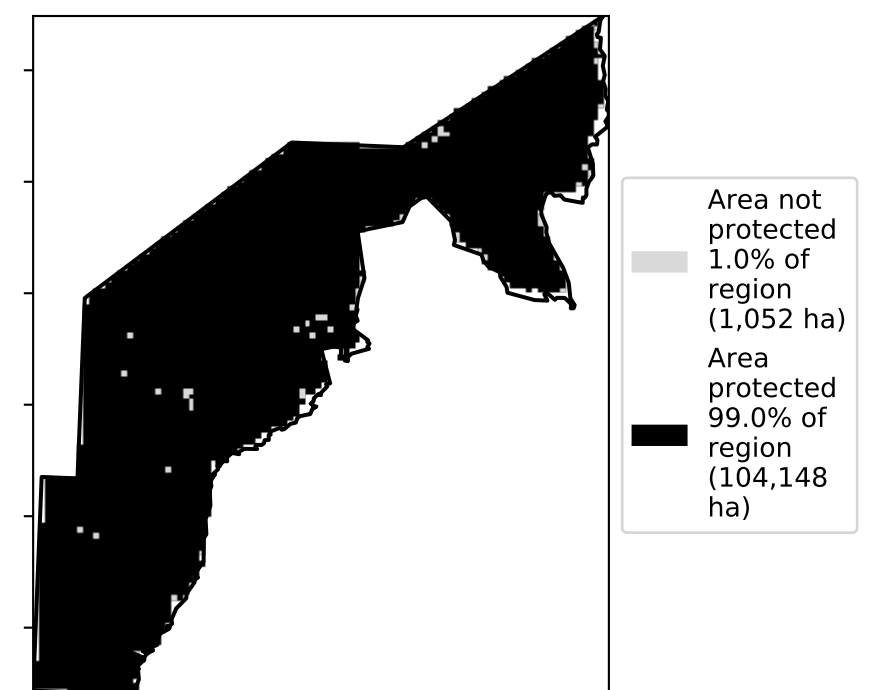 Area not
protected
1.0% of
region
(1,052 ha)
Area
protected
99.0% of
region
(104,148
ha)